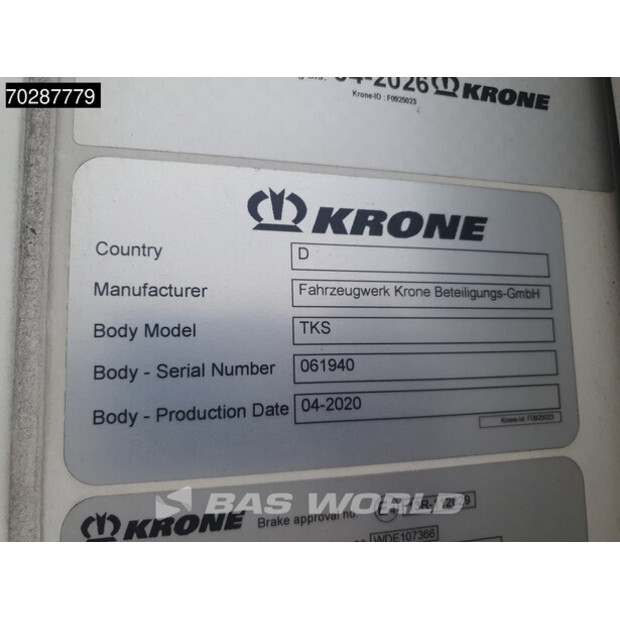 70287779
04-2026 KRONE
Krone-ID : F0925023
KRONE
Country D
Manufacturer Fahrzeugwerk Krone Beteiligungs-GmbH
Body Model TKS
Body - Serial Number 061940
Body - Production Date 04-2020
Krone-Id: F0925023
BAS WORLD
KRONE Brake approval no.
WDE107366